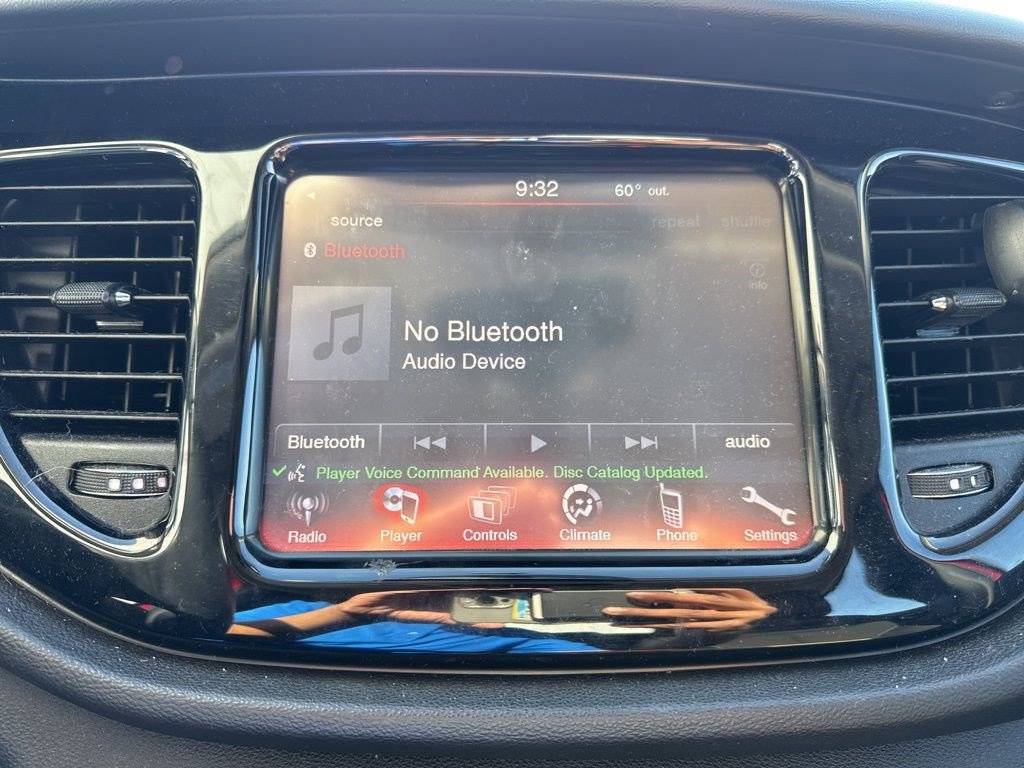 9:32 60° out.
source repeat shuffle
Bluetooth
info
No Bluetooth
Audio Device
Bluetooth audio
Player Voice Command Available. Disc Catalog Updated.
Radio Player Controls Climate Phone Settings